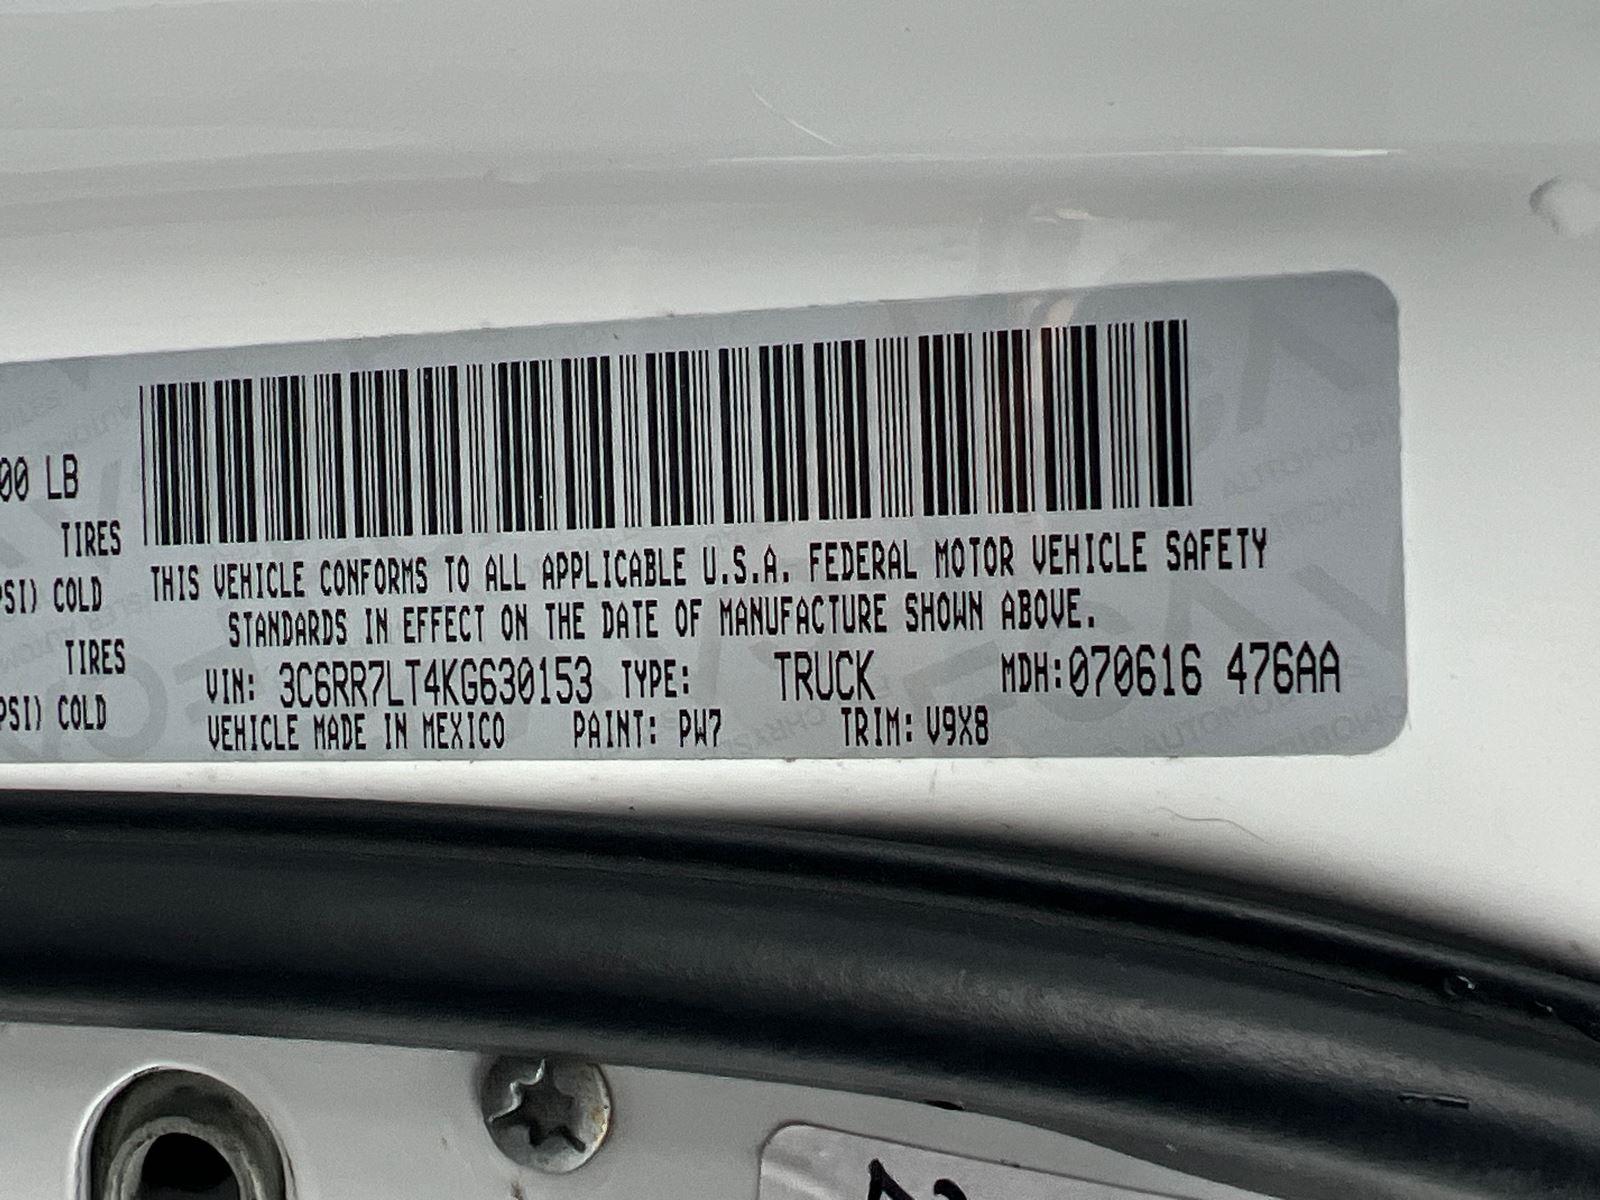 00 LB
TIRES
PSI) COLD
TIRES
PSI) COLD
THIS VEHICLE CONFORMS TO ALL APPLICABLE U.S.A. FEDERAL MOTOR VEHICLE SAFETY
STANDARDS IN EFFECT ON THE DATE OF MANUFACTURE SHOWN ABOVE.
VIN: 3C6RR7LT4KG630153 TYPE: TRUCK MDH:070616 476AA
VEHICLE MADE IN MEXICO PAINT: PW7 TRIM: V9X8
2